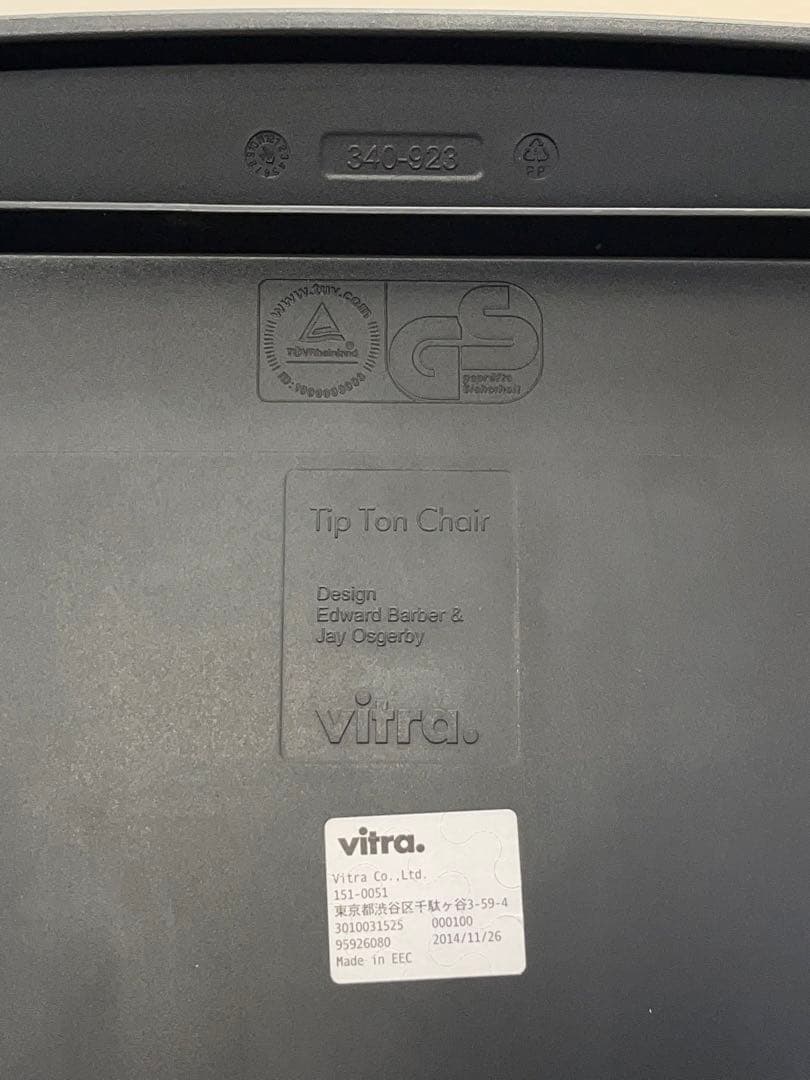 340-923
PP
www.tuv.com
TÜVRheinland®
GS
geprüfte
Sicherheit
Tip Ton Chair
Design
Edward Barber &
Jay Osgerby
vitra.
vitra.
Vitra Co.,Ltd.
151-0051
東京都渋谷区千駄ヶ谷3-59-4
3010031525 000100
95926080 2014/11/26
Made in EEC